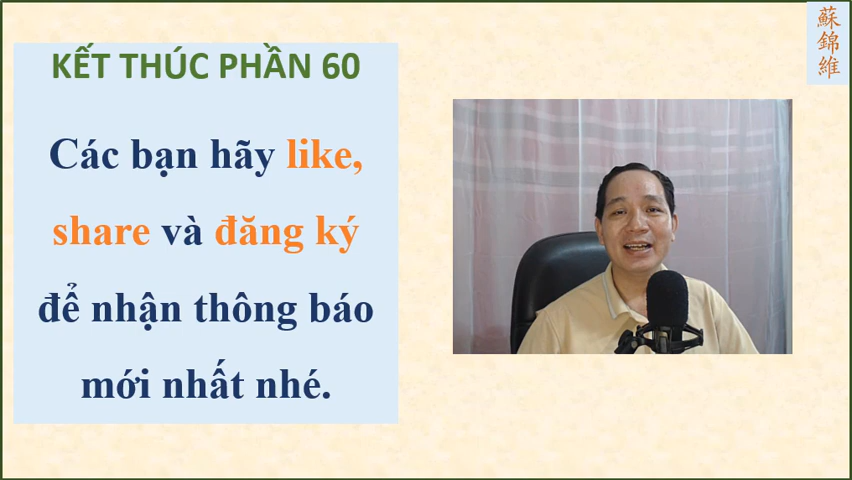 KẾT THÚC PHẦN 60
Các bạn hãy like,
share và đăng ký
để nhận thông báo
mới nhất nhé.
蘇
錦
維